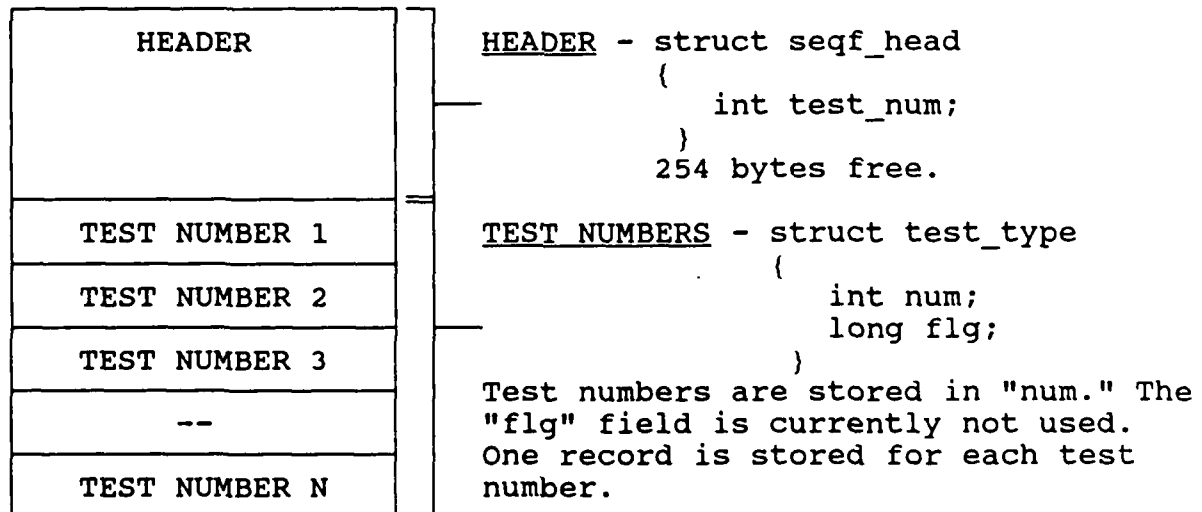 HEADER
TEST NUMBER 1
TEST NUMBER 2
TEST NUMBER 3
--
TEST NUMBER N
HEADER - struct seqf_head
{
int test_num;
}
254 bytes free.
TEST NUMBERS - struct test_type
{
int num;
long flg;
}
Test numbers are stored in "num." The
"flg" field is currently not used.
One record is stored for each test
number.